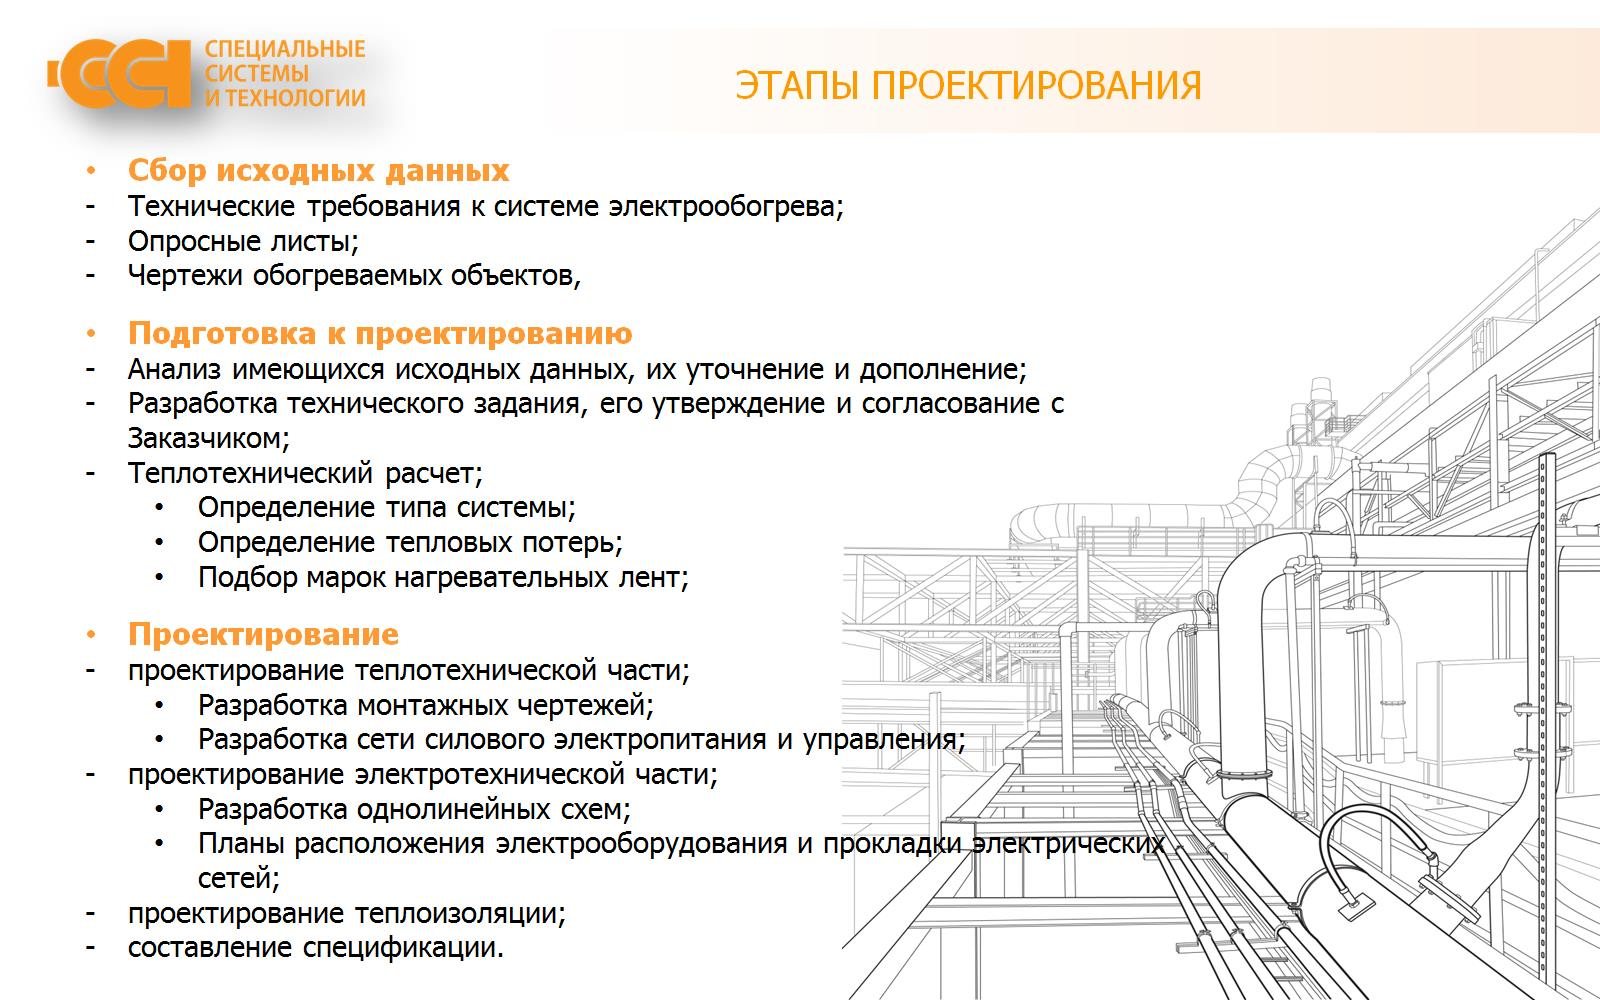 ССТ
СПЕЦИАЛЬНЫЕ
СИСТЕМЫ
И ТЕХНОЛОГИИ
ЭТАПЫ ПРОЕКТИРОВАНИЯ
• Сбор исходных данных
- Технические требования к системе электрообогрева;
- Опросные листы;
- Чертежи обогреваемых объектов,
• Подготовка к проектированию
- Анализ имеющихся исходных данных, их уточнение и дополнение;
- Разработка технического задания, его утверждение и согласование с
Заказчиком;
- Теплотехнический расчет;
• Определение типа системы;
• Определение тепловых потерь;
• Подбор марок нагревательных лент;
• Проектирование
- проектирование теплотехнической части;
• Разработка монтажных чертежей;
• Разработка сети силового электропитания и управления;
- проектирование электротехнической части;
• Разработка однолинейных схем;
• Планы расположения электрооборудования и прокладки электрических
сетей;
- проектирование теплоизоляции;
- составление спецификации.